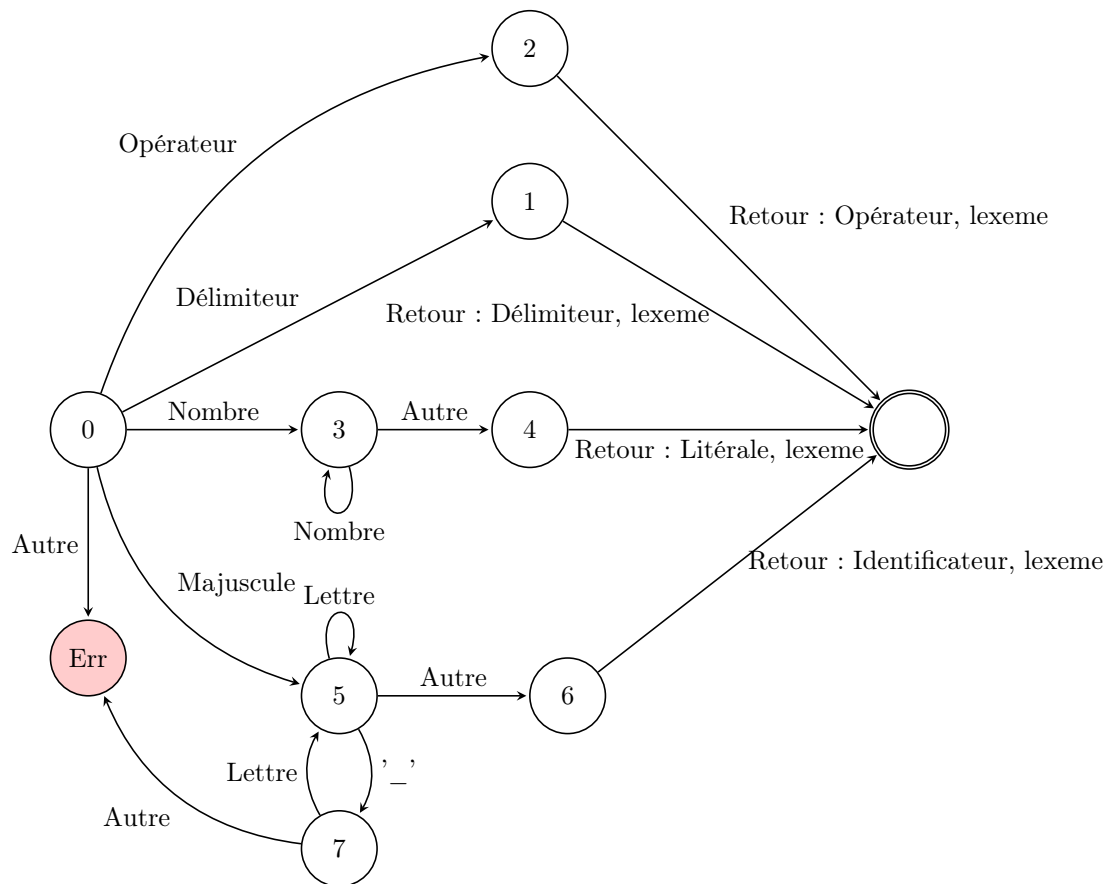 2
Opérateur
1
Retour : Opérateur, lexeme
Délimiteur
Retour : Délimiteur, lexeme
0
Nombre
3
Autre
4
Retour : Litérale, lexeme
Nombre
Autre
Majuscule
Lettre
Retour : Identificateur, lexeme
Err
5
Autre
6
Lettre
’_’
Autre
7